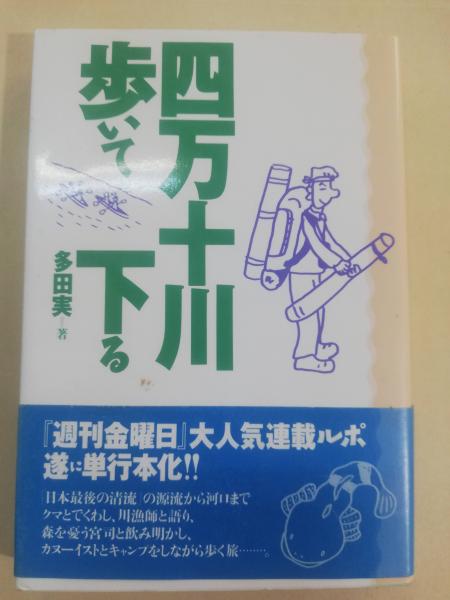 四万十川
歩いて
下る
多田実 著
『週刊金曜日』大人気連載ルポ、
遂に単行本化!!
“日本最後の清流”の源流から河口まで
クマとでくわし、川漁師と語り、
森を憂う宮司と飲み明かし、
カヌーイストとキャンプをしながら歩く旅………。